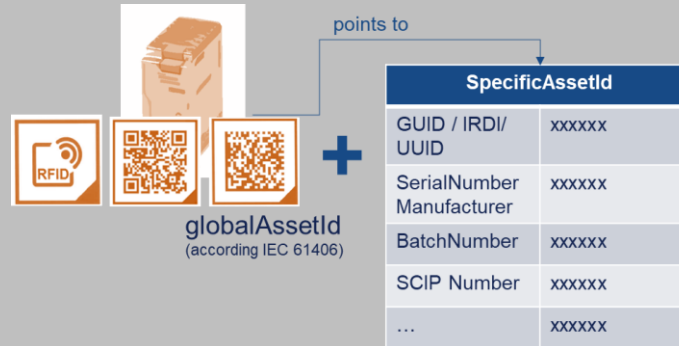 points to
SpecificAssetId
GUID / IRDI/ xxxxxx
UUID
SerialNumber xxxxxx
Manufacturer
BatchNumber xxxxxx
SCIP Number xxxxxx
... xxxxxx
RFID
globalAssetId
(according IEC 61406)